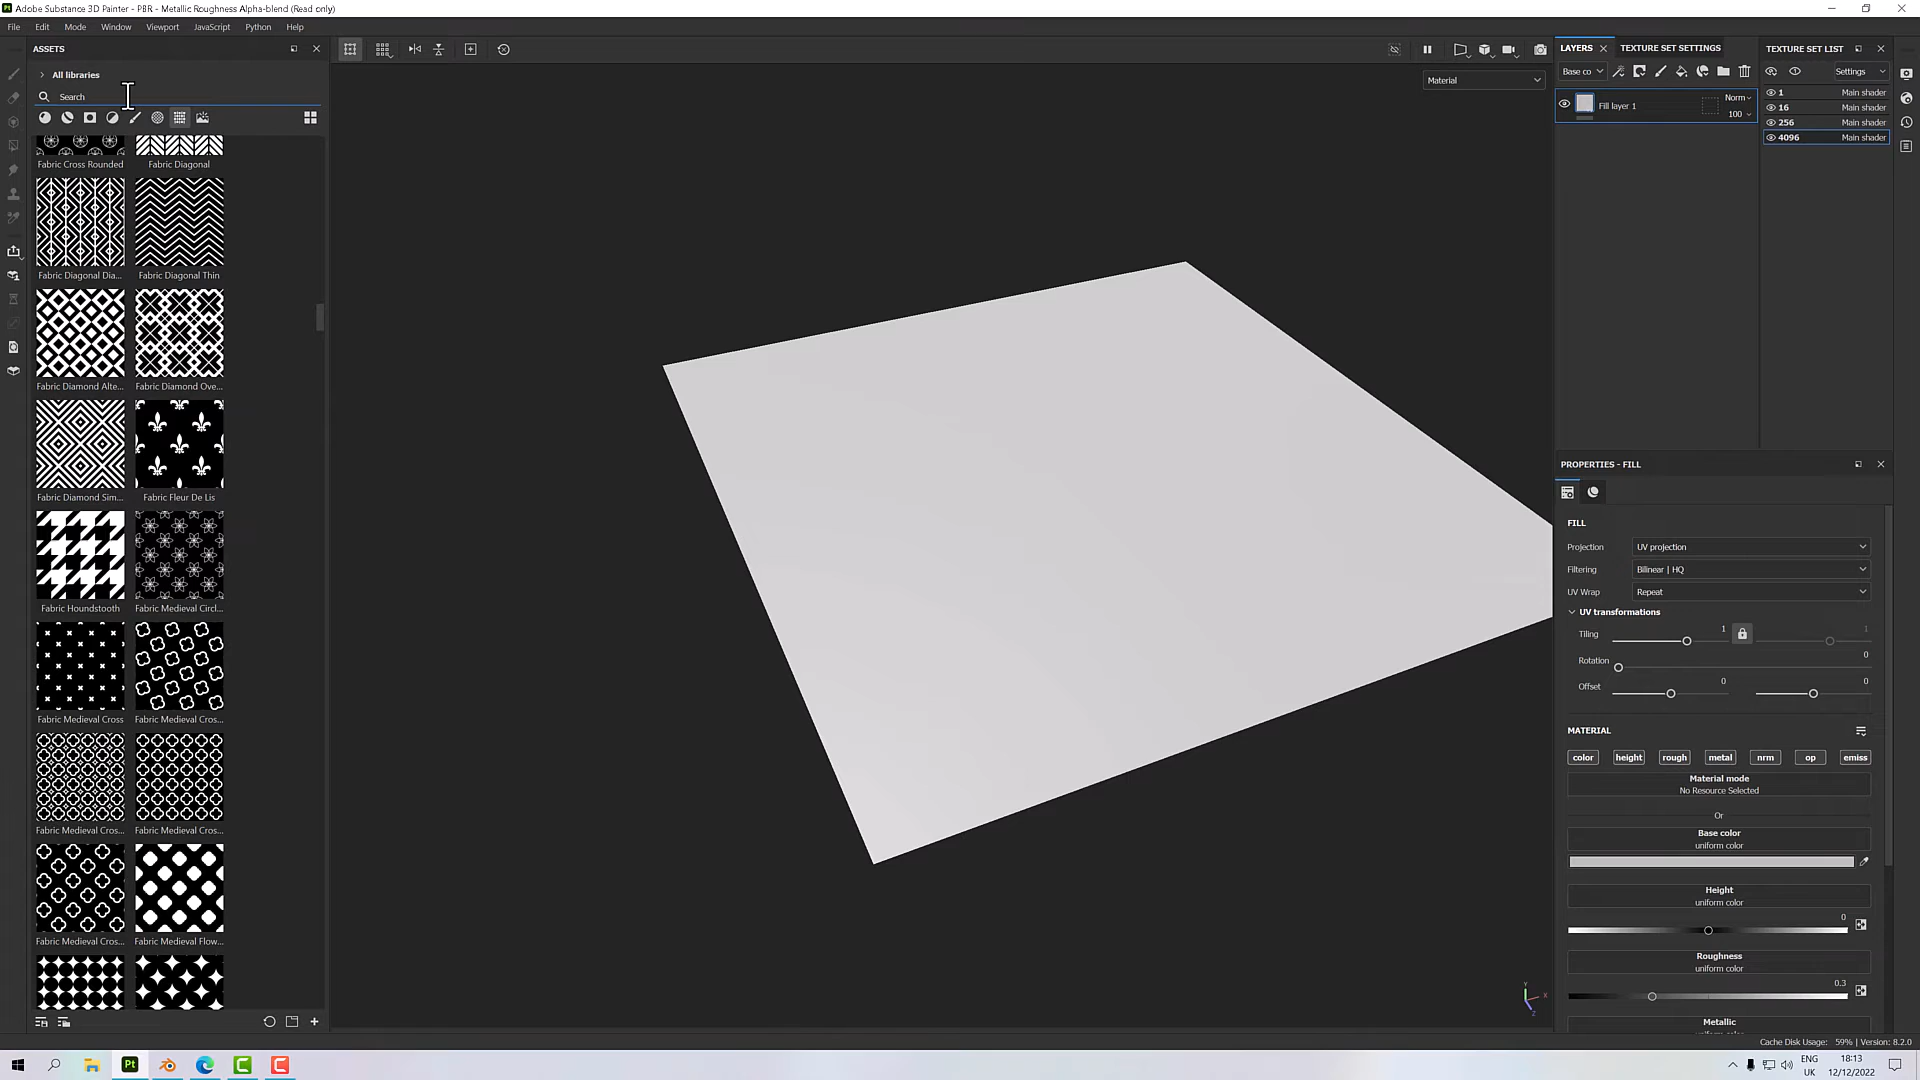 Adobe Substance 3D Painter - PBR - Metallic Roughness Alpha-blend (Read only)
File Edit Mode Window Viewport JavaScript Python Help
ASSETS
All libraries
Search
Fabric Cross Rounded Fabric Diagonal
Fabric Diagonal Dia... Fabric Diagonal Thin
Fabric Diamond Alte... Fabric Diamond Ove...
Fabric Diamond Sim... Fabric Fleur De Lis
Fabric Houndstooth Fabric Medieval Circl...
Fabric Medieval Cross Fabric Medieval Cros...
Fabric Medieval Cros... Fabric Medieval Cros...
Fabric Medieval Cros... Fabric Medieval Flow...
Material
Y
X
Z
LAYERS TEXTURE SET SETTINGS
Base co
Fill layer 1
Norm
100
TEXTURE SET LIST
Settings
1 Main shader
16 Main shader
256 Main shader
4096 Main shader
PROPERTIES - FILL
FILL
Projection UV projection
Filtering Bilinear | HQ
UV Wrap Repeat
UV transformations
Tiling 1 1
Rotation 0
Offset 0 0
MATERIAL
color height rough metal nrm op emiss
Material mode
No Resource Selected
Or
Base color
uniform color
Height
uniform color
0
Roughness
uniform color
0.3
Metallic
Cache Disk Usage: 59% | Version: 8.2.0
Pt
ENG
UK
18:13
12/12/2022